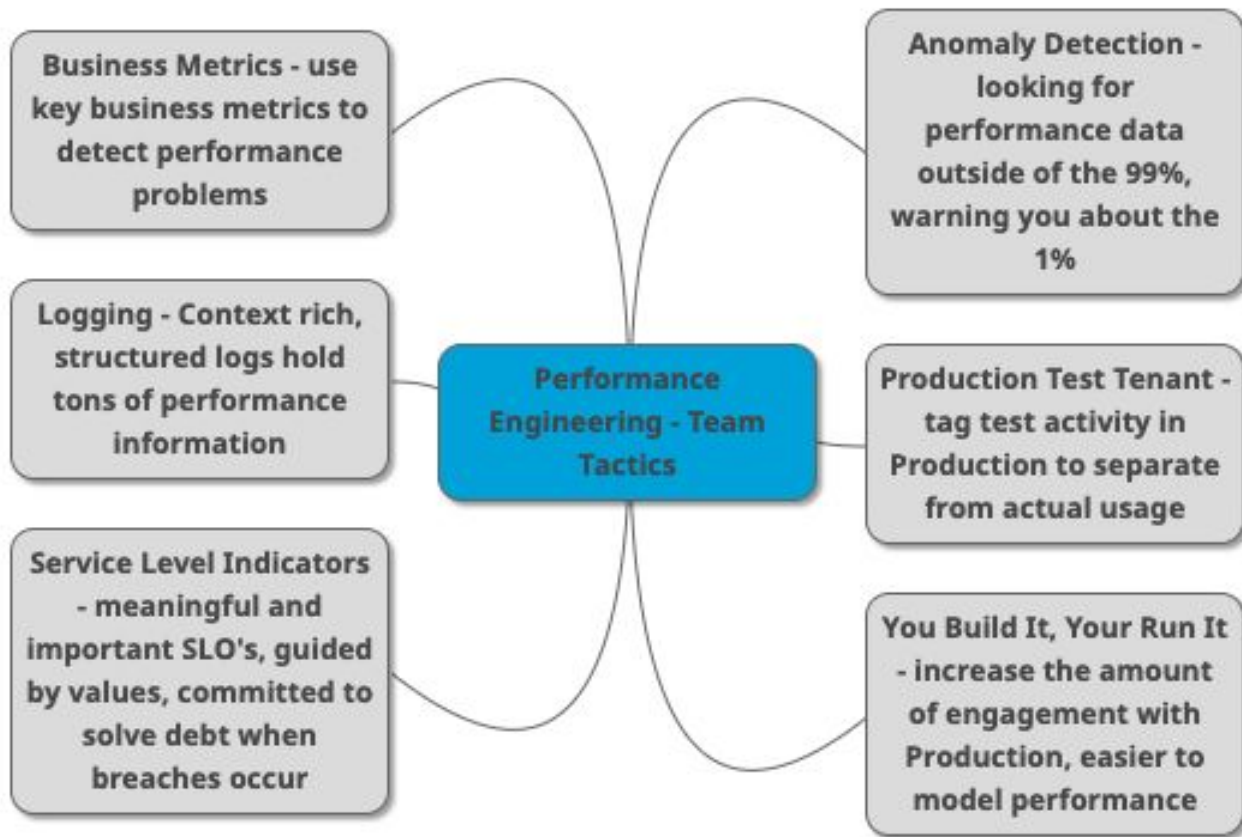 Business Metrics - use
key business metrics to
detect performance
problems
Logging - Context rich,
structured logs hold
tons of performance
information
Service Level Indicators
- meaningful and
important SLO's, guided
by values, committed to
solve debt when
breaches occur
Performance
Engineering - Team
Tactics
Anomaly Detection -
looking for
performance data
outside of the 99%,
warning you about the
1%
Production Test Tenant -
tag test activity in
Production to separate
from actual usage
You Build It, Your Run It
- increase the amount
of engagement with
Production, easier to
model performance